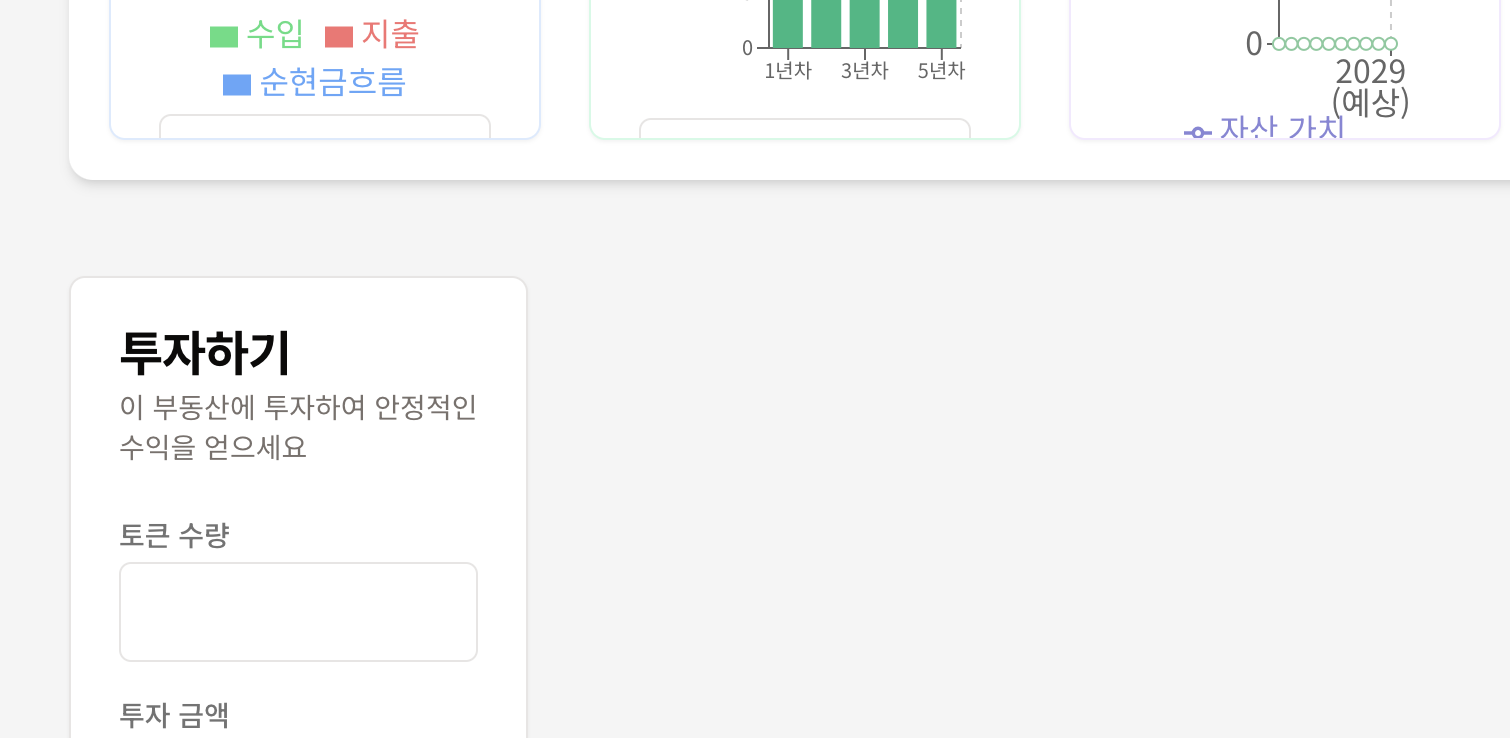 수입 지출
순현금흐름
0
1년차 3년차 5년차
0
2029
(예상)
자산 가치
투자하기
이 부동산에 투자하여 안정적인
수익을 얻으세요
토큰 수량
투자 금액